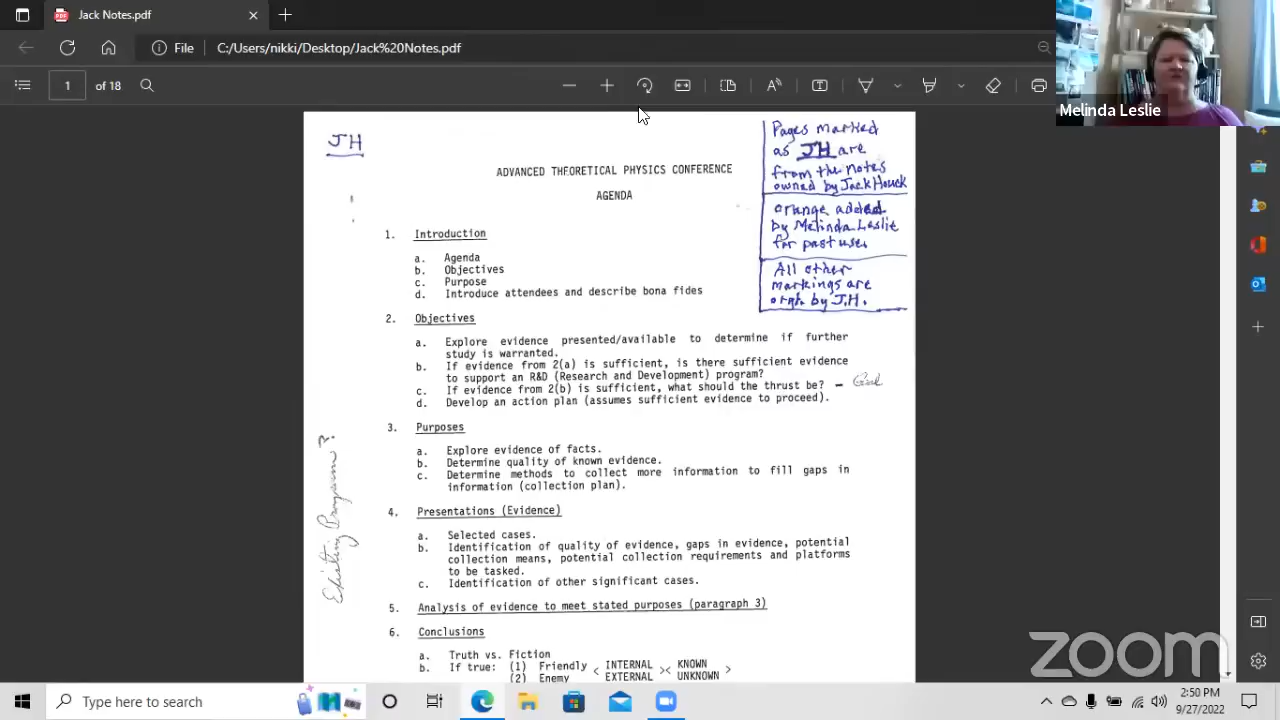 Jack Notes.pdf
File
C:/Users/nikki/Desktop/Jack%20Notes.pdf
1 of 18
Melinda Leslie
JH
Pages marked
as JH are
from the notes
owned by Jack Houck
orange added
by Melinda Leslie
for past use.
All other
markings are
by J.H.
ADVANCED THEORETICAL PHYSICS CONFERENCE
AGENDA
1. Introduction
a. Agenda
b. Objectives
c. Purpose
d. Introduce attendees and describe bona fides
2. Objectives
a. Explore evidence presented/available to determine if further
study is warranted.
b. If evidence from 2(a) is sufficient, is there sufficient evidence
to support an R&D (Research and Development) program?
c. If evidence from 2(b) is sufficient, what should the thrust be? - Goal
d. Develop an action plan (assumes sufficient evidence to proceed).
3. Purposes
a. Explore evidence of facts.
b. Determine quality of known evidence.
c. Determine methods to collect more information to fill gaps in
information (collection plan).
Existing Program?
4. Presentations (Evidence)
a. Selected cases.
b. Identification of quality of evidence, gaps in evidence, potential
collection means, potential collection requirements and platforms
to be tasked.
c. Identification of other significant cases.
5. Analysis of evidence to meet stated purposes (paragraph 3)
6. Conclusions
a. Truth vs. Fiction
b. If true: (1) Friendly < INTERNAL >< KNOWN >
(2) Enemy EXTERNAL UNKNOWN
zoom
Type here to search
2:50 PM
9/27/2022